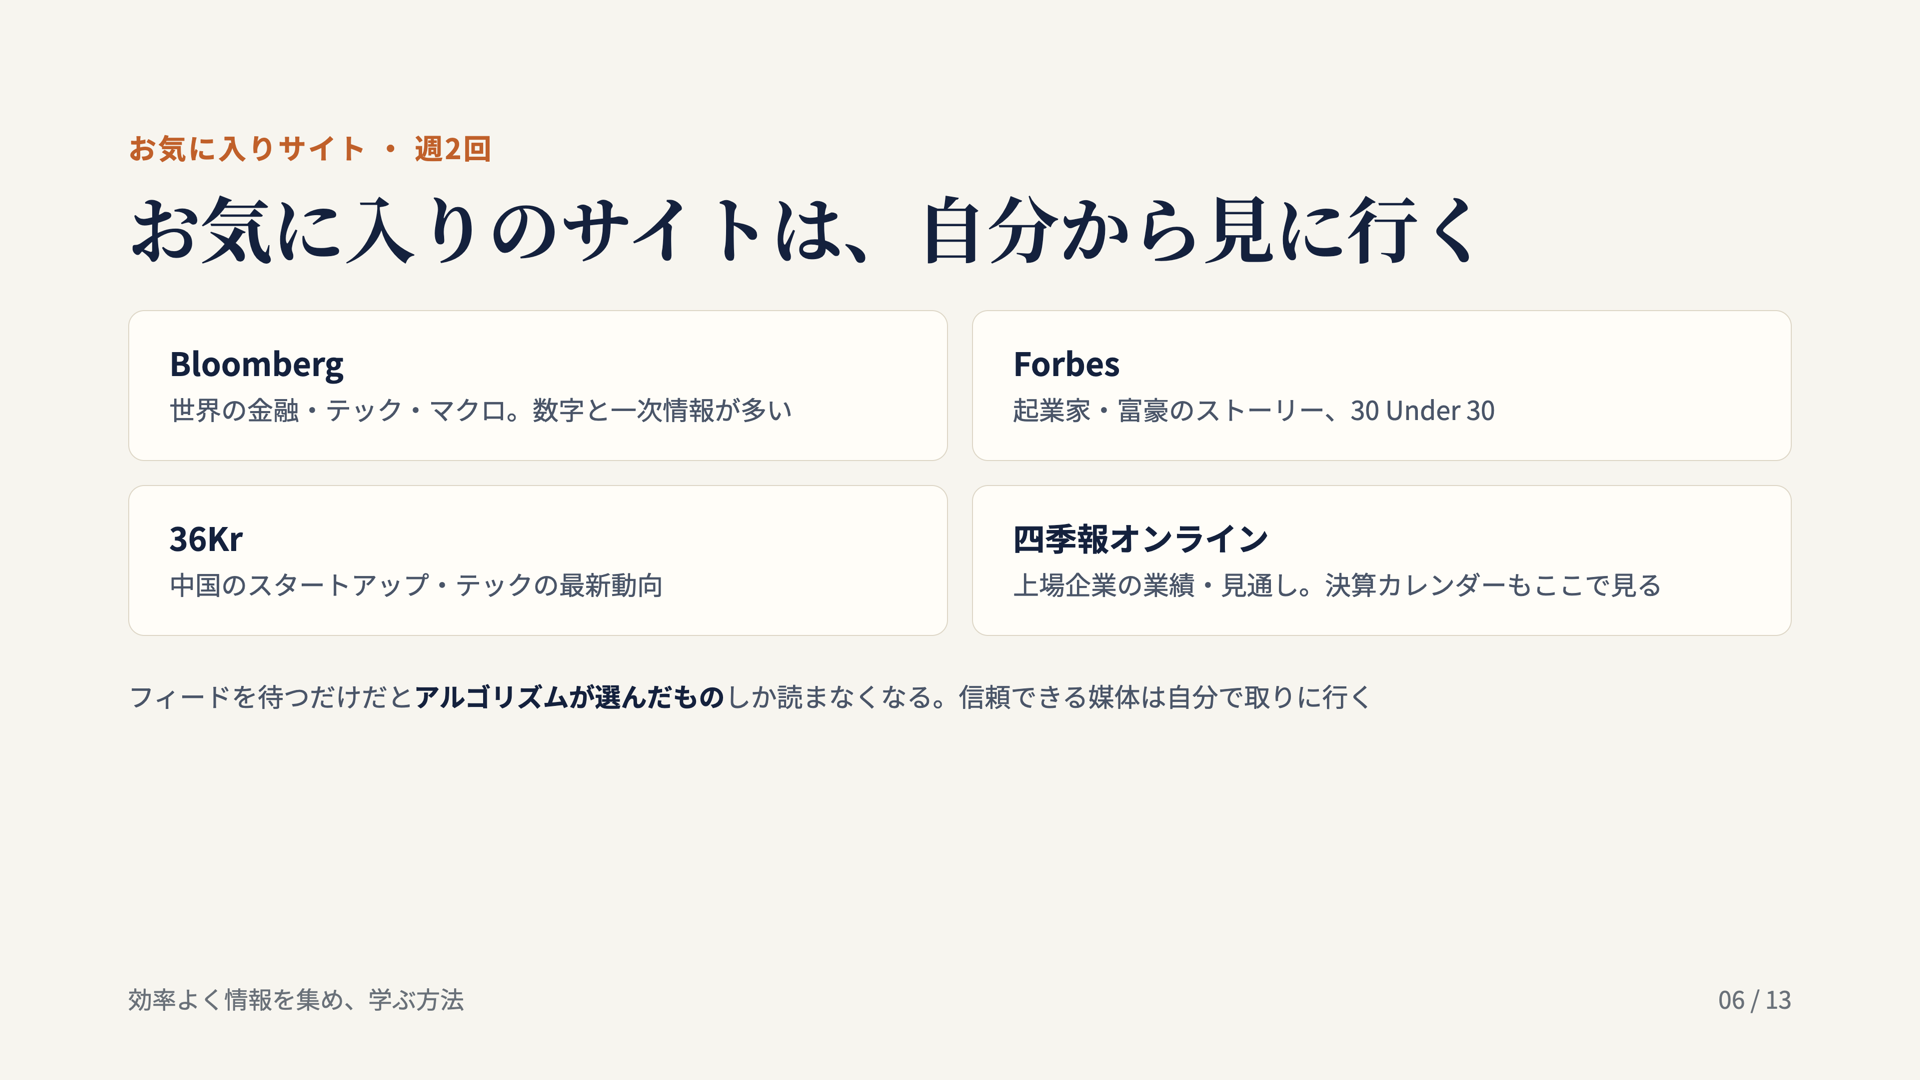 お気に入りサイト ・ 週2回
お気に入りのサイトは、自分から見に行く
Bloomberg
世界の金融・テック・マクロ。数字と一次情報が多い
Forbes
起業家・富豪のストーリー、30 Under 30
36Kr
中国のスタートアップ・テックの最新動向
四季報オンライン
上場企業の業績・見通し。決算カレンダーもここで見る
フィードを待つだけだとアルゴリズムが選んだものしか読まなくなる。信頼できる媒体は自分で取りに行く
効率よく情報を集め、学ぶ方法
06 / 13